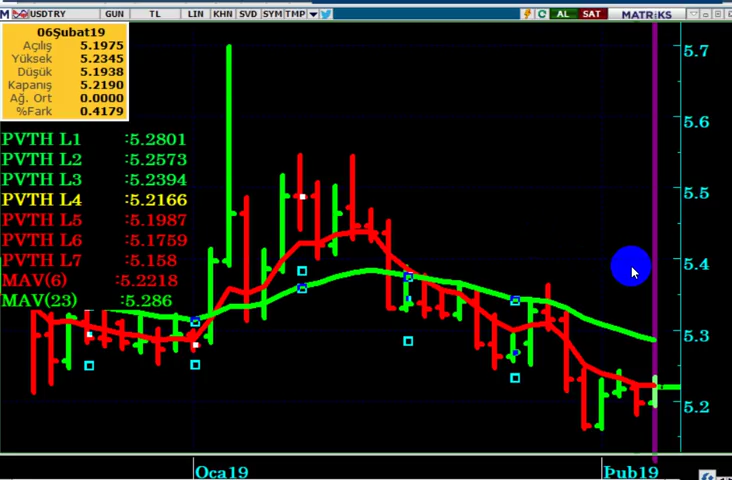 M USDTRY GUN TL LIN KHN SVD SYM TMP AL SAT MATRiKS
06Şubat19
Açılış 5.1975
Yüksek 5.2345
Düşük 5.1938
Kapanış 5.2190
Ağ. Ort 0.0000
%Fark 0.4179
PVTH L1 :5.2801
PVTH L2 :5.2573
PVTH L3 :5.2394
PVTH L4 :5.2166
PVTH L5 :5.1987
PVTH L6 :5.1759
PVTH L7 :5.158
MAV(6) :5.2218
MAV(23) :5.286
5.7
5.6
5.5
5.4
5.3
5.2
Oca19 Þub19